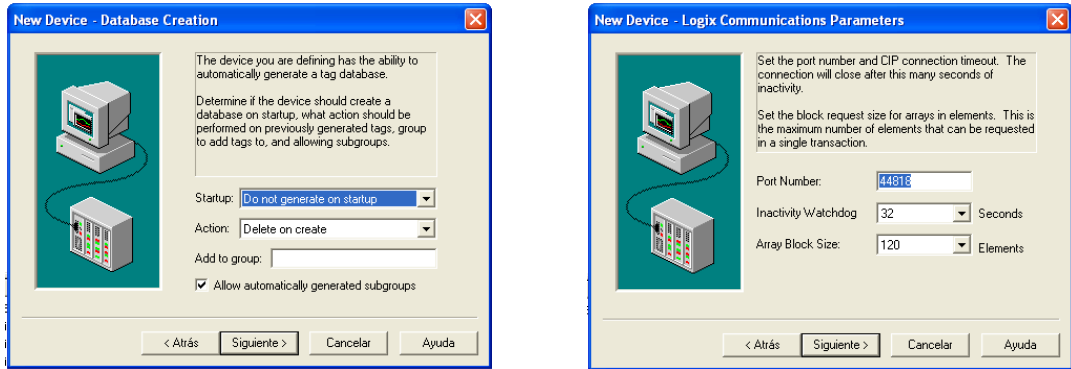 New Device - Database Creation
The device you are defining has the ability to
automatically generate a tag database.
Determine if the device should create a
database on startup, what action should be
performed on previously generated tags, group
to add tags to, and allowing subgroups.
Startup: Do not generate on startup
Action: Delete on create
Add to group:
Allow automatically generated subgroups
< Atrás Siguiente > Cancelar Ayuda
New Device - Logix Communications Parameters
Set the port number and CIP connection timeout. The
connection will close after this many seconds of
inactivity.
Set the block request size for arrays in elements. This is
the maximum number of elements that can be requested
in a single transaction.
Port Number: 44818
Inactivity Watchdog 32 Seconds
Array Block Size: 120 Elements
< Atrás Siguiente > Cancelar Ayuda